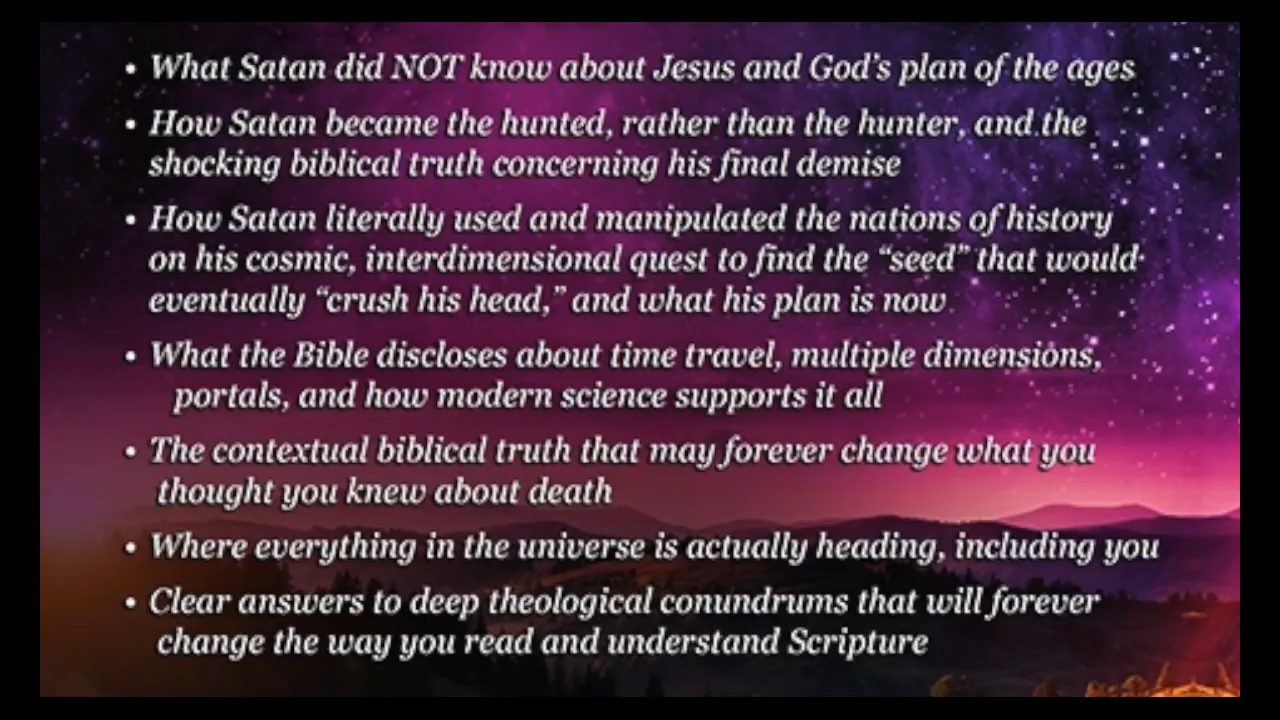 • What Satan did NOT know about Jesus and God's plan of the ages
• How Satan became the hunted, rather than the hunter, and the
shocking biblical truth concerning his final demise
• How Satan literally used and manipulated the nations of history
on his cosmic, interdimensional quest to find the “seed” that would
eventually “crush his head,” and what his plan is now
• What the Bible discloses about time travel, multiple dimensions,
portals, and how modern science supports it all
• The contextual biblical truth that may forever change what you
thought you knew about death
• Where everything in the universe is actually heading, including you
• Clear answers to deep theological conundrums that will forever
change the way you read and understand Scripture